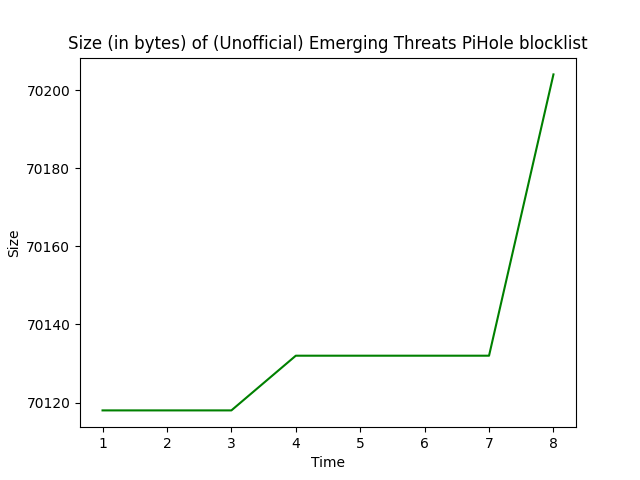 Size (in bytes) of (Unofficial) Emerging Threats PiHole blocklist
Size
70200
70180
70160
70140
70120
1 2 3 4 5 6 7 8
Time